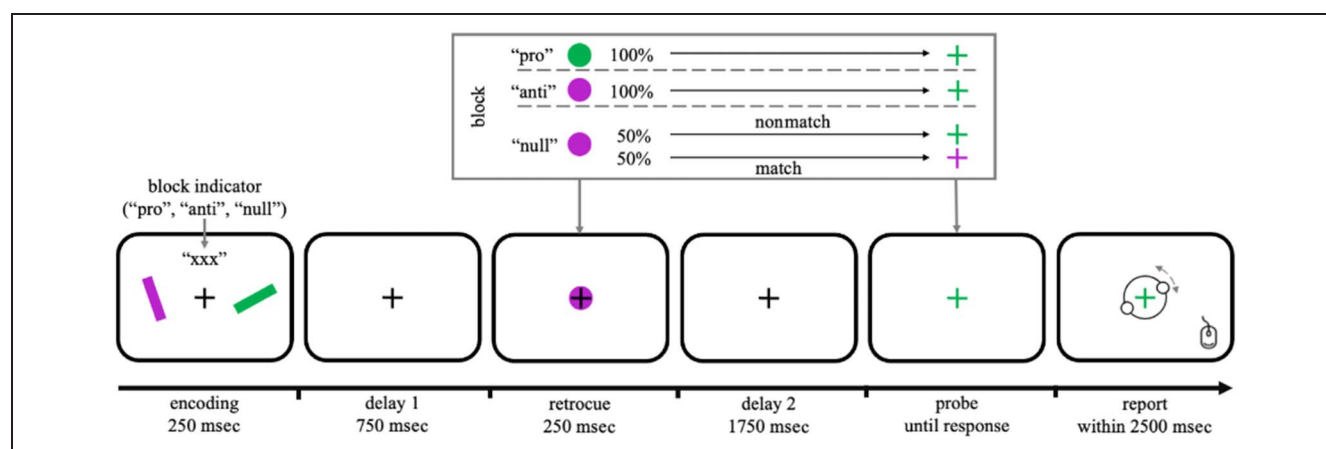 block
“pro” 100%
“anti” 100%
nonmatch
“null” 50%
50%
match
block indicator
(“pro”, “anti”, “null”)
“xxx”
encoding
250 msec
delay 1
750 msec
retrocue
250 msec
delay 2
1750 msec
probe
until response
report
within 2500 msec